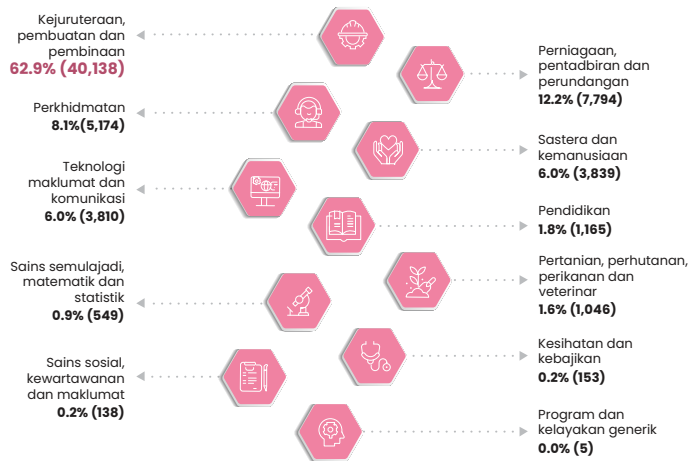 Kejuruteraan,
pembuatan dan
pembinaan
62.9% (40,138)
Perniagaan,
pentadbiran dan
perundangan
12.2% (7,794)
Perkhidmatan
8.1%(5,174)
Sastera dan
kemanusiaan
6.0% (3,839)
Teknologi
maklumat dan
komunikasi
6.0% (3,810)
Pendidikan
1.8% (1,165)
Sains semulajadi,
matematik dan
statistik
0.9% (549)
Pertanian, perhutanan,
perikanan dan
veterinar
1.6% (1,046)
Kesihatan dan
kebajikan
0.2% (153)
Sains sosial,
kewartawanan
dan maklumat
0.2% (138)
Program dan
kelayakan generik
0.0% (5)